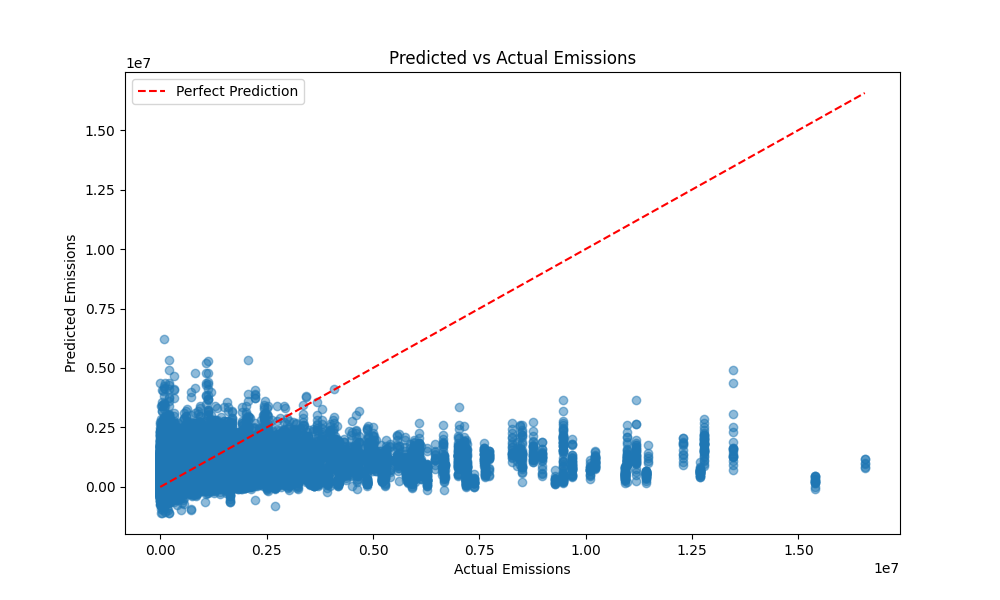 Predicted vs Actual Emissions
1e7
Perfect Prediction
1.50
1.25
1.00
0.75
0.50
0.25
0.00
Predicted Emissions
0.00 0.25 0.50 0.75 1.00 1.25 1.50
Actual Emissions
1e7